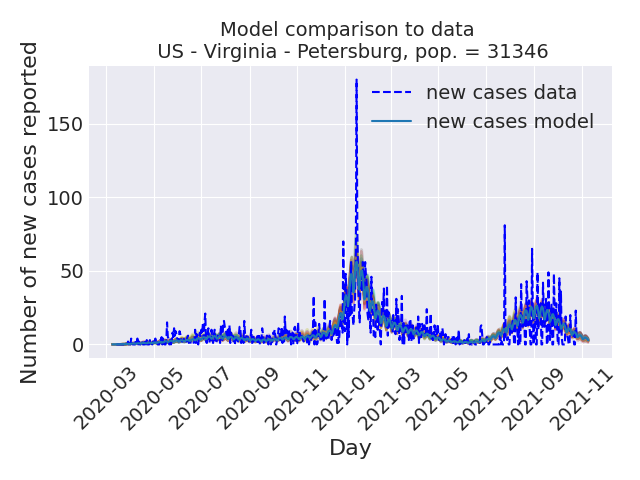 Model comparison to data
US - Virginia - Petersburg, pop. = 31346
Number of new cases reported
150
100
50
0
new cases data
new cases model
2020-03
2020-05
2020-07
2020-09
2020-11
2021-01
2021-03
2021-05
2021-07
2021-09
2021-11
Day